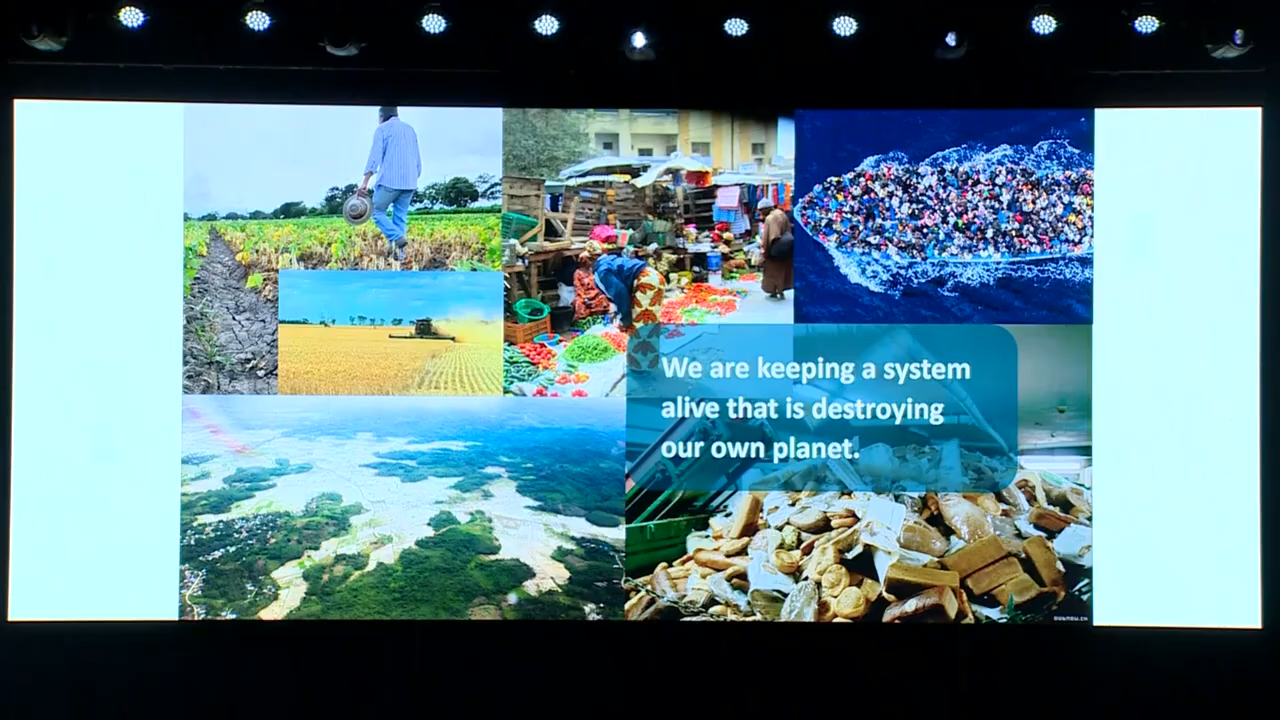 We are keeping a system
alive that is destroying
our own planet.